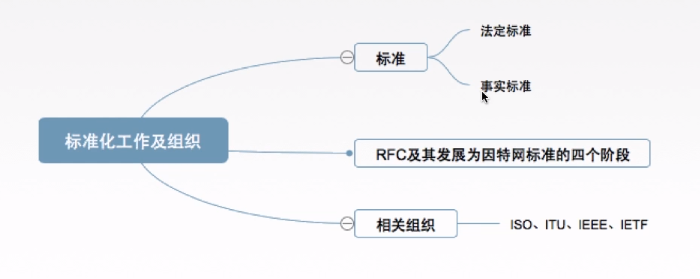 法定标准
标准
事实标准
标准化工作及组织
RFC及其发展为因特网标准的四个阶段
相关组织
ISO、ITU、IEEE、IETF